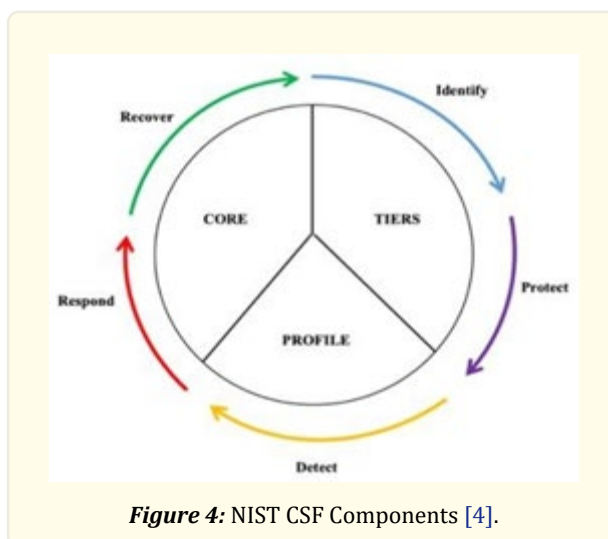 Identify
Recover
CORE
TIERS
Protect
Respond
PROFILE
Detect
Figure 4: NIST CSF Components [4].